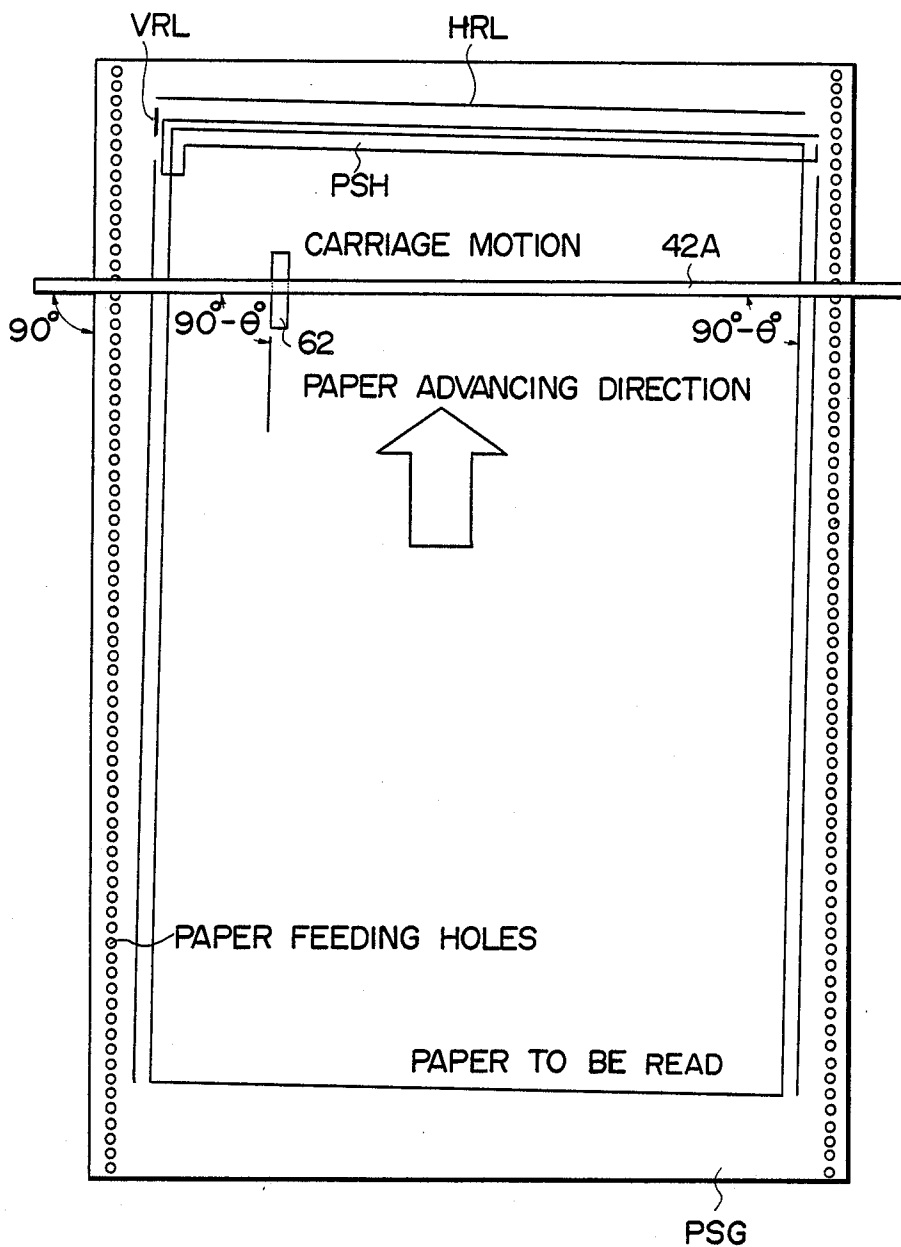 VRL
HRL
PSH
CARRIAGE MOTION
42A
90°
90°-θ°
62
90°-θ°
PAPER ADVANCING DIRECTION
PAPER FEEDING HOLES
PAPER TO BE READ
PSG